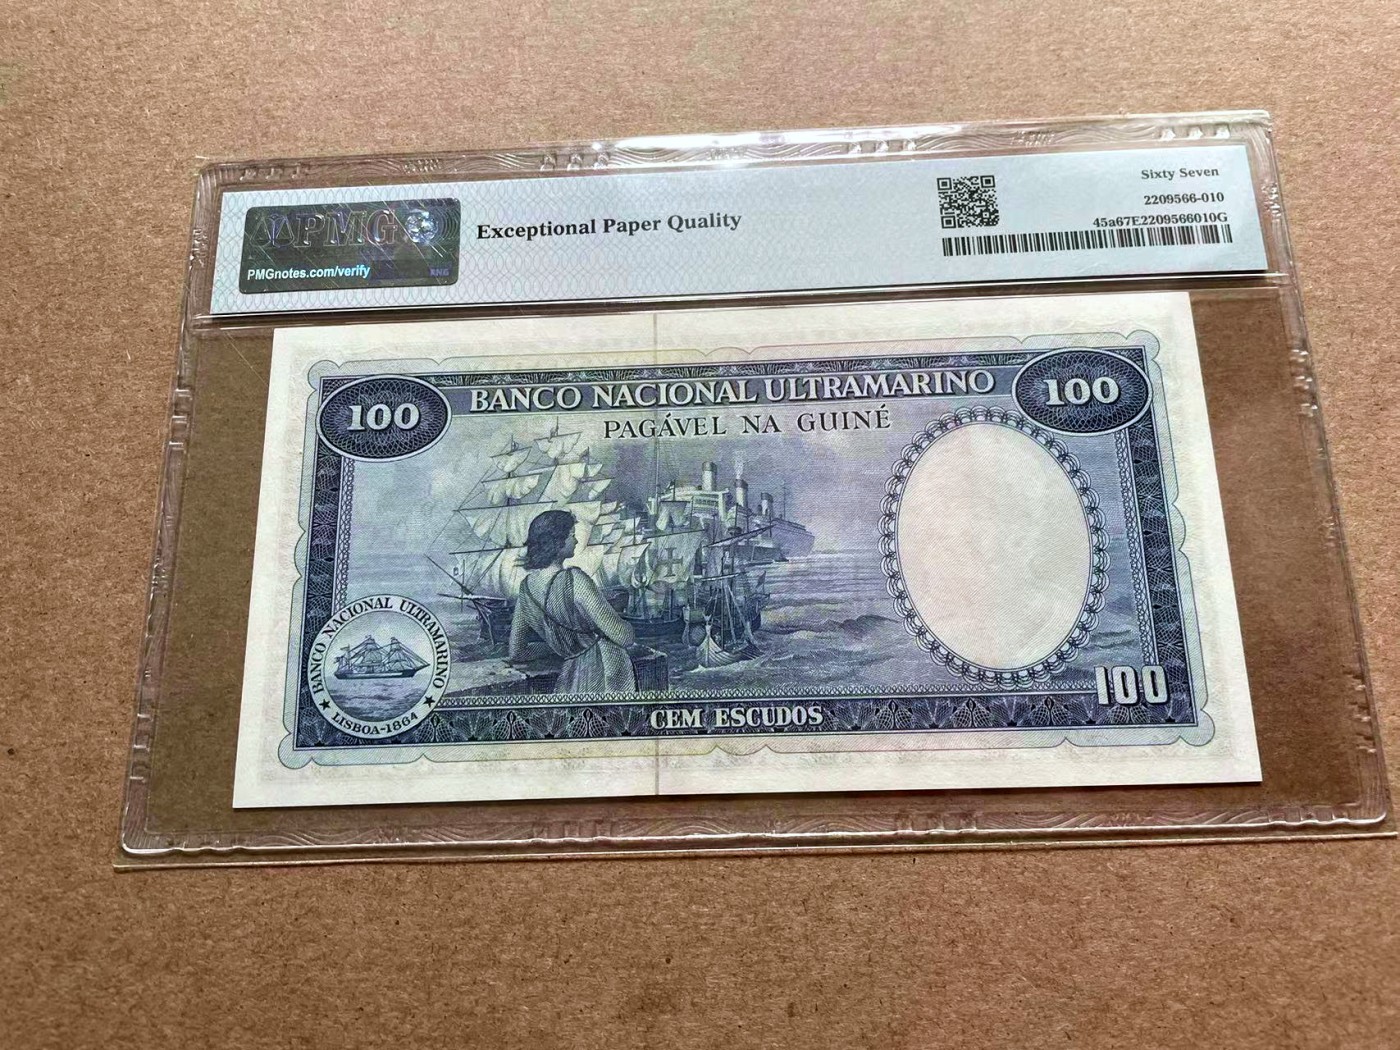 PMG
PMGnotes.com/verify
Exceptional Paper Quality
Sixty Seven
2209566-010
45a67E2209566010G
BANCO NACIONAL ULTRAMARINO
PAGÁVEL NA GUINÉ
100
100
BANCO NACIONAL ULTRAMARINO
★ LISBOA-1864 ★
CEM ESCUDOS
100